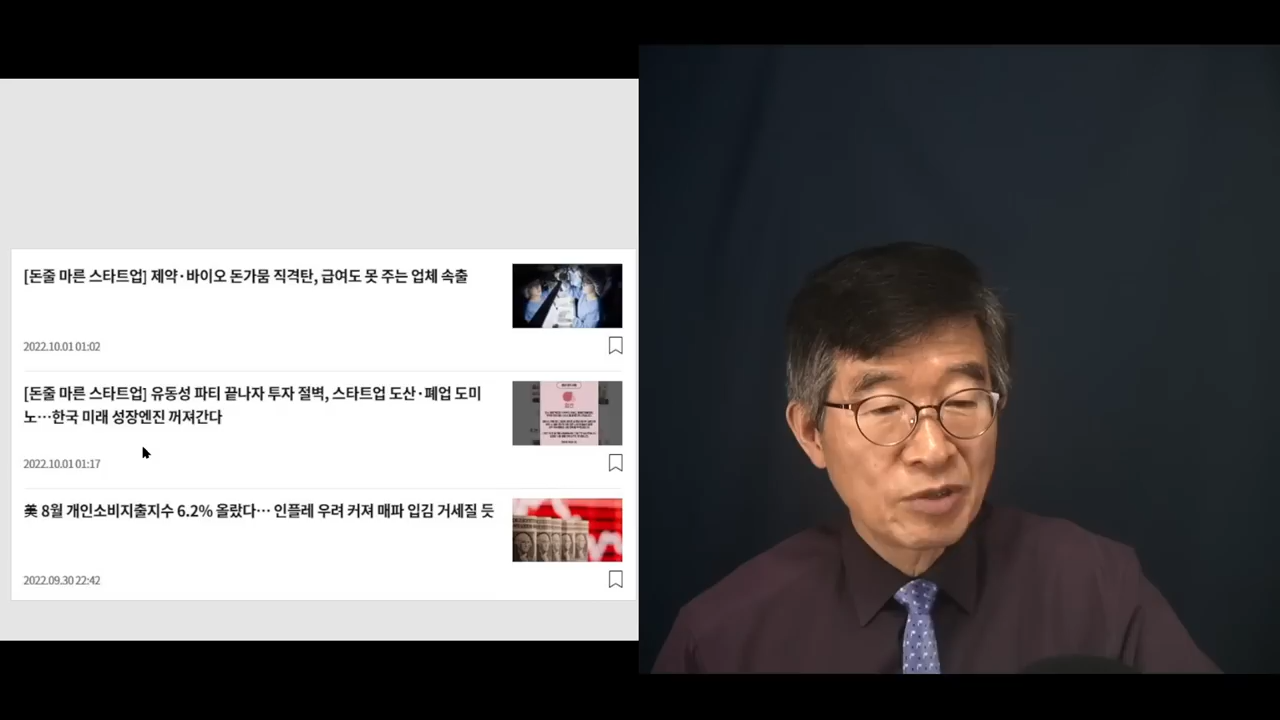 [돈줄 마른 스타트업] 제약·바이오 돈가뭄 직격탄, 급여도 못 주는 업체 속출
2022.10.01 01:02
[돈줄 마른 스타트업] 유동성 파티 끝나자 투자 절벽, 스타트업 도산·폐업 도미
노…한국 미래 성장엔진 꺼져간다
2022.10.01 01:17
美 8월 개인소비지출지수 6.2% 올랐다… 인플레 우려 커져 매파 입김 거세질 듯
2022.09.30 22:42